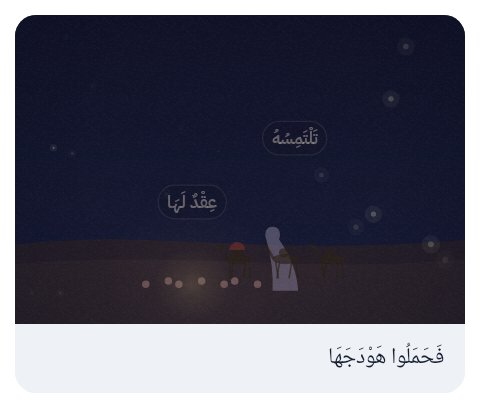 تَلْتَمِسُهُ
عِقْدٌ لَهَا
فَحَمَلُوا هَوْدَجَهَا